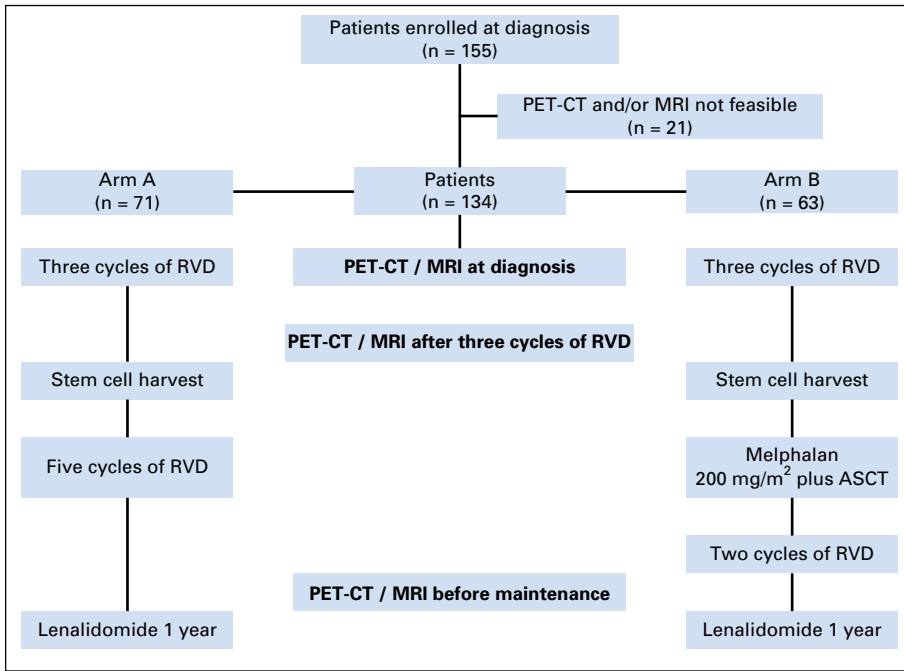 Patients enrolled at diagnosis
(n = 155)
PET-CT and/or MRI not feasible
(n = 21)
Arm A
(n = 71)
Patients
(n = 134)
Arm B
(n = 63)
Three cycles of RVD
PET-CT / MRI at diagnosis
Three cycles of RVD
PET-CT / MRI after three cycles of RVD
Stem cell harvest
Stem cell harvest
Five cycles of RVD
Melphalan
200 mg/m² plus ASCT
Two cycles of RVD
PET-CT / MRI before maintenance
Lenalidomide 1 year
Lenalidomide 1 year